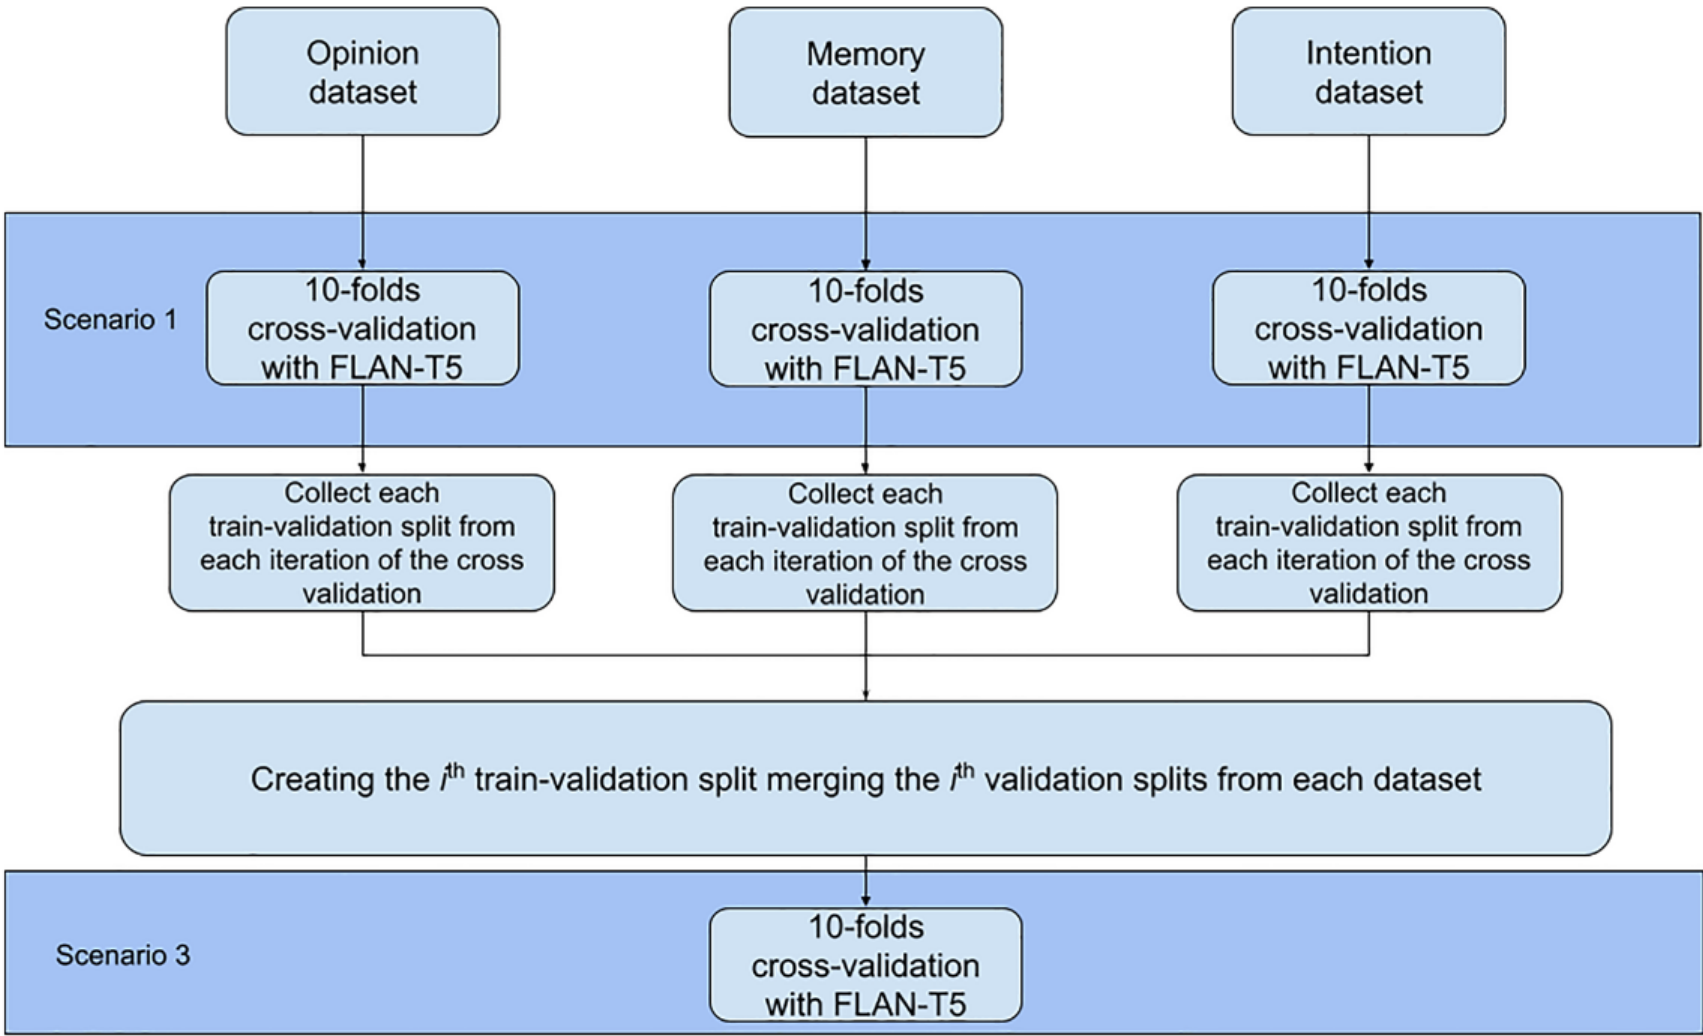 Opinion
dataset
Memory
dataset
Intention
dataset
Scenario 1
10-folds
cross-validation
with FLAN-T5
10-folds
cross-validation
with FLAN-T5
10-folds
cross-validation
with FLAN-T5
Collect each
train-validation split from
each iteration of the cross
validation
Collect each
train-validation split from
each iteration of the cross
validation
Collect each
train-validation split from
each iteration of the cross
validation
Creating the ith train-validation split merging the ith validation splits from each dataset
Scenario 3
10-folds
cross-validation
with FLAN-T5